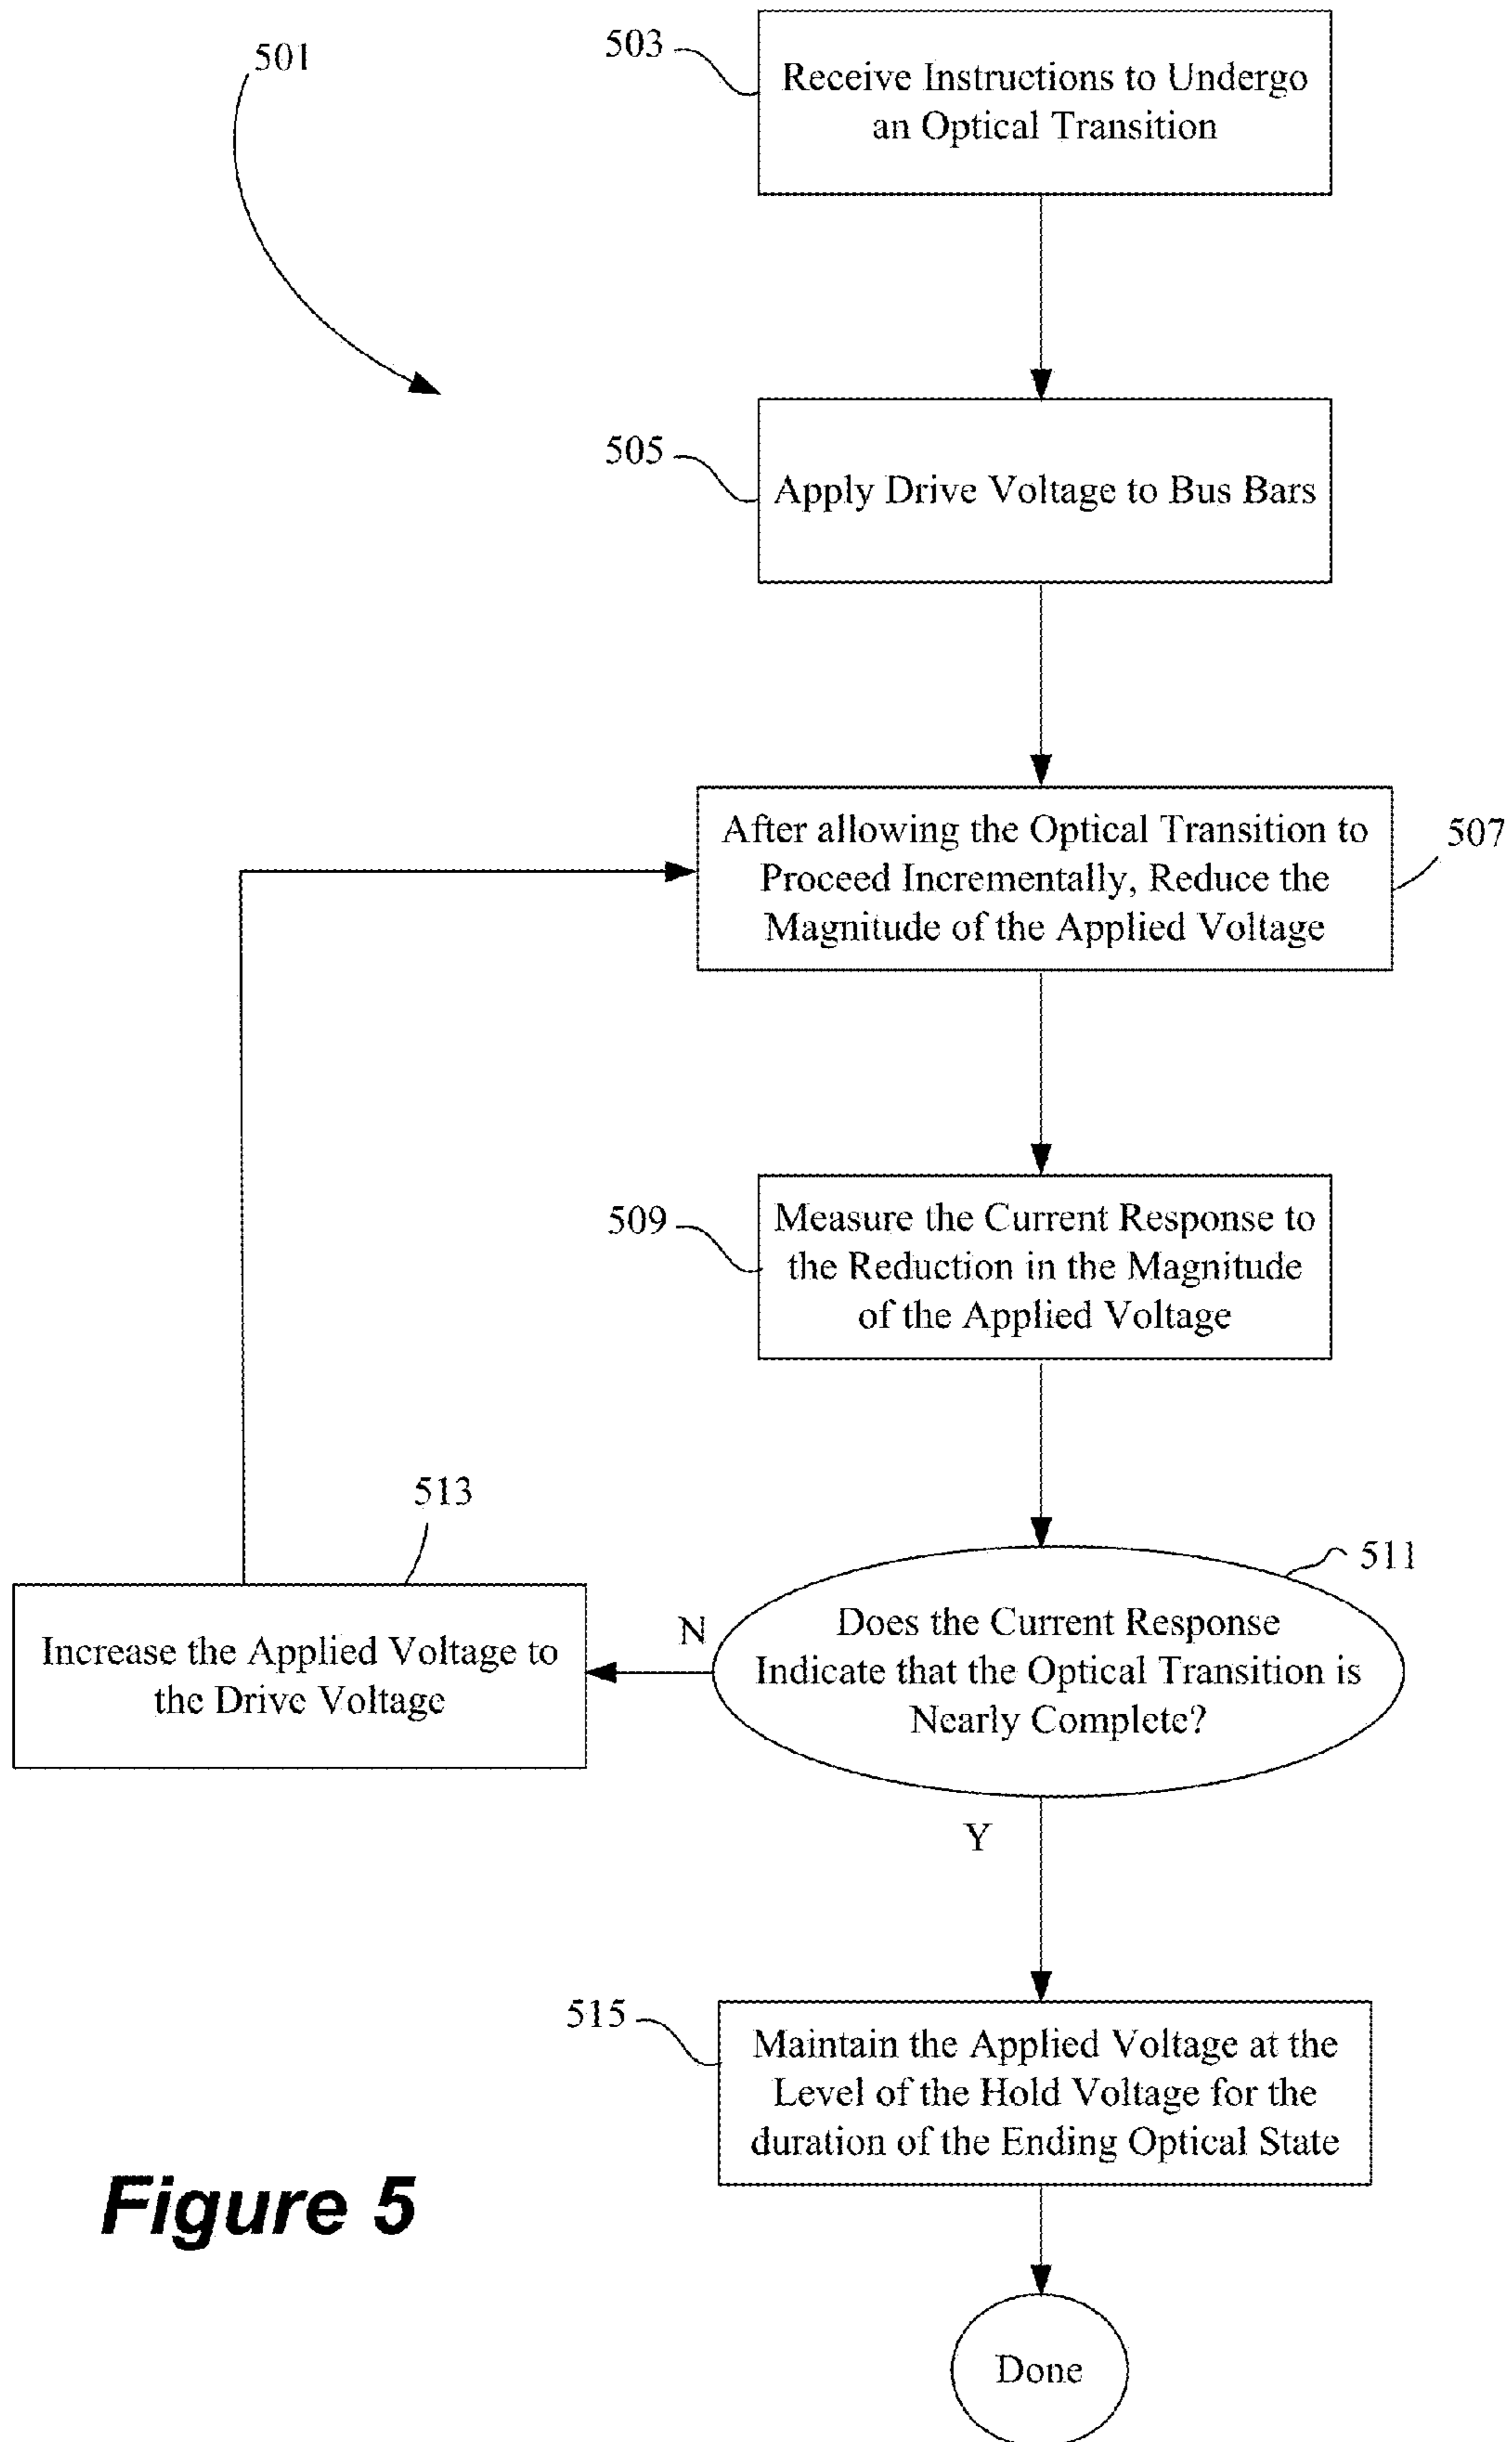 501
503
Receive Instructions to Undergo
an Optical Transition
505
Apply Drive Voltage to Bus Bars
After allowing the Optical Transition to
Proceed Incrementally, Reduce the
Magnitude of the Applied Voltage
507
509
Measure the Current Response to
the Reduction in the Magnitude
of the Applied Voltage
513
Increase the Applied Voltage to
the Drive Voltage
N
511
Does the Current Response
Indicate that the Optical Transition is
Nearly Complete?
Y
515
Maintain the Applied Voltage at the
Level of the Hold Voltage for the
duration of the Ending Optical State
Figure 5
Done